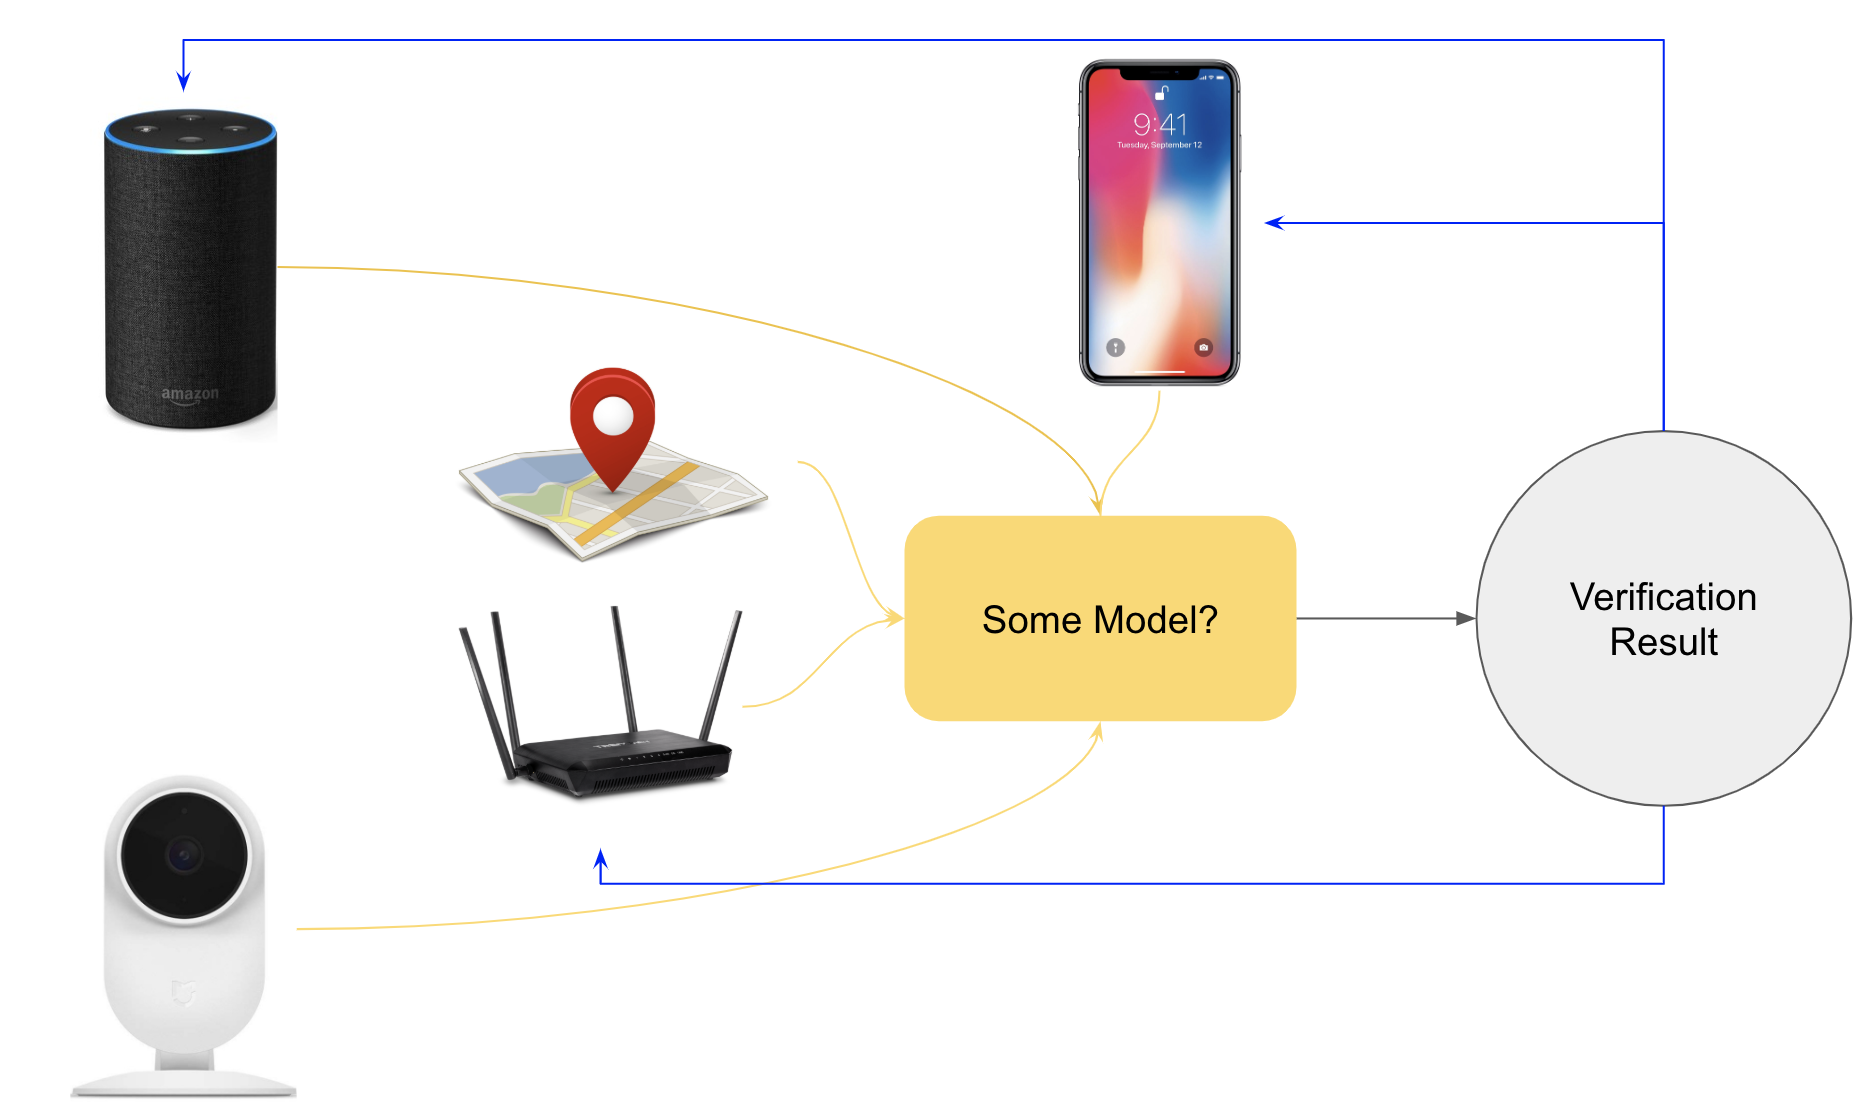 9:41
Tuesday, September 12
amazon
Some Model?
Verification
Result